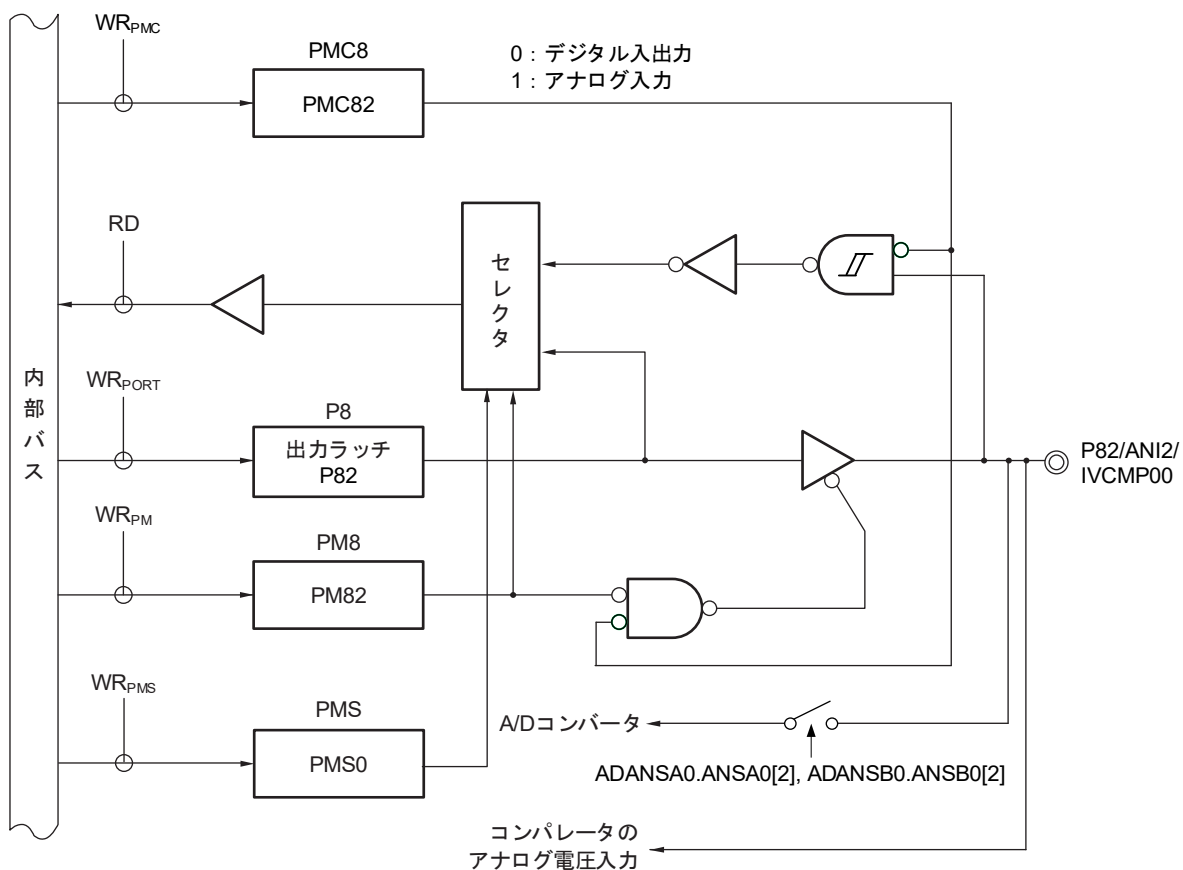 WRPMC
PMC8
PMC82
0：デジタル入出力
1：アナログ入力
RD
セレクタ
内部バス
WRPORT
P8
出力ラッチ
P82
P82/ANI2/
IVCMP00
WRPM
PM8
PM82
WRPMS
PMS
PMS0
A/Dコンバータ
ADANSA0.ANSA0[2], ADANSB0.ANSB0[2]
コンパレータの
アナログ電圧入力